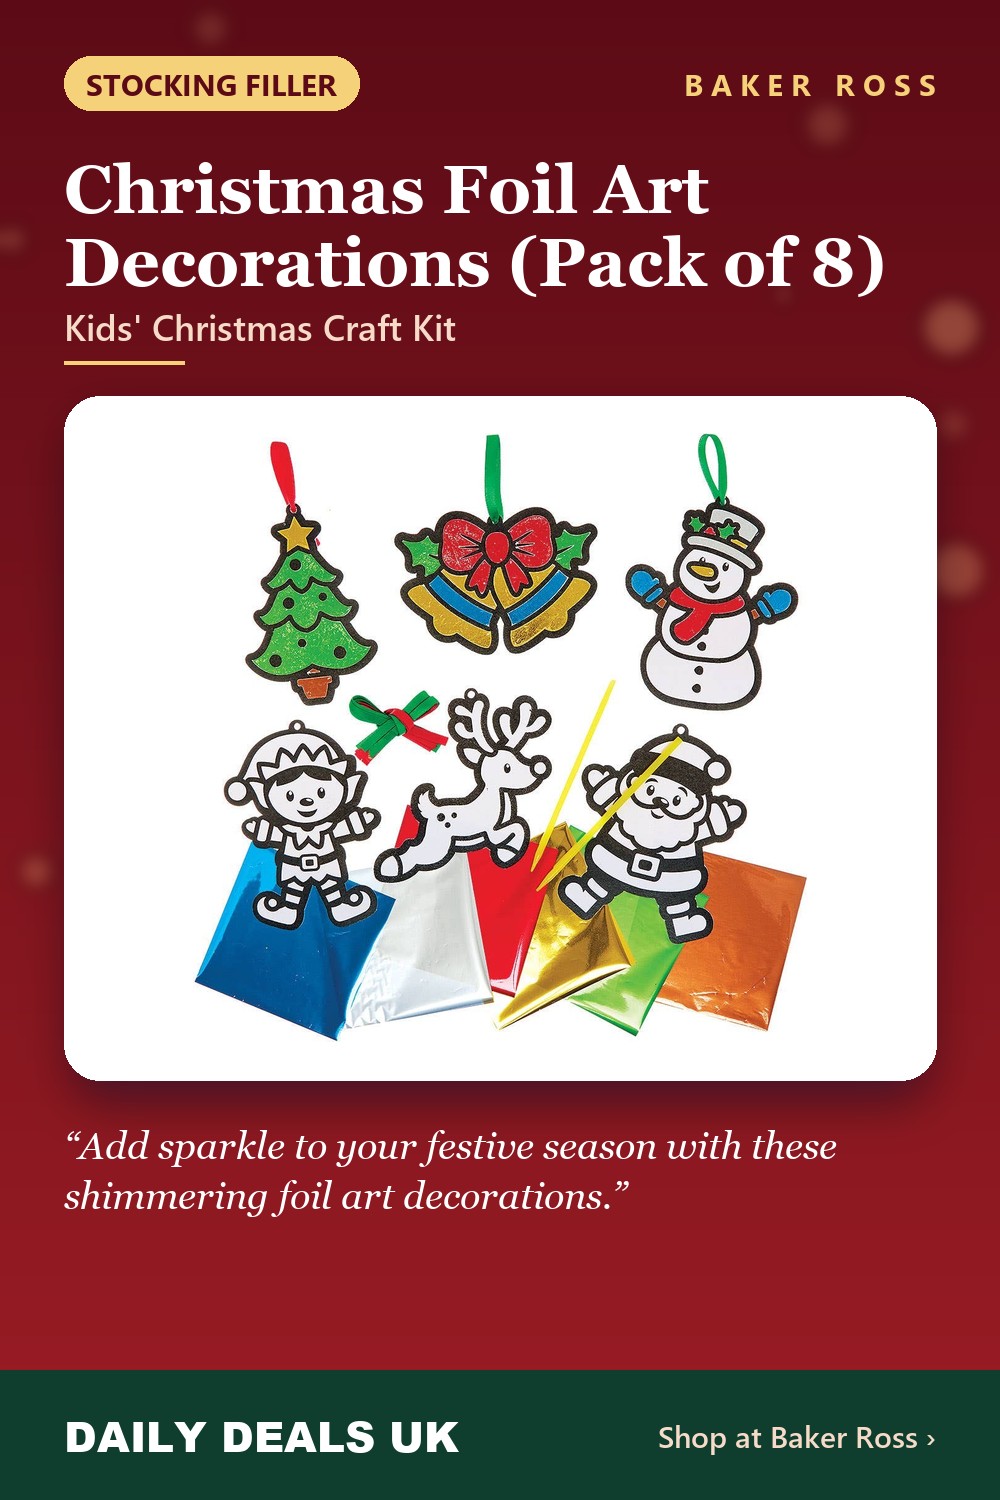 STOCKING FILLER
BAKER ROSS
Christmas Foil Art
Decorations (Pack of 8)
Kids' Christmas Craft Kit
“Add sparkle to your festive season with these
shimmering foil art decorations.”
DAILY DEALS UK
Shop at Baker Ross ›